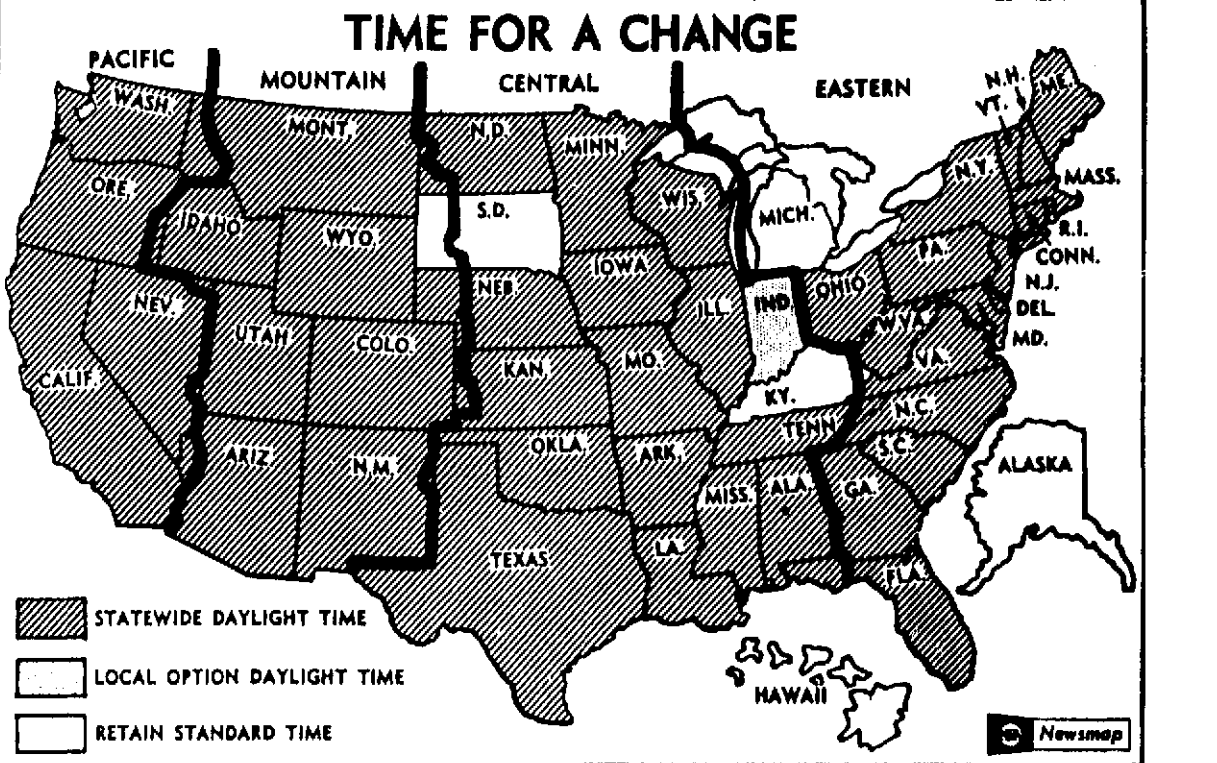 TIME FOR A CHANGE
PACIFIC
MOUNTAIN
CENTRAL
EASTERN
WASH.
MONT.
N.D.
MINN.
N.H.
VT.
ME.
ORE.
IDAHO
WYO.
S.D.
WIS.
MICH.
N.Y.
MASS.
R.I.
CONN.
NEV.
UTAH
COLO.
NEB.
IOWA
ILL.
IND.
OHIO
PA.
N.J.
DEL.
MD.
W.VA.
VA.
CALIF.
KAN.
MO.
KY.
N.C.
ARIZ.
N.M.
OKLA.
ARK.
TENN.
S.C.
MISS.
ALA.
GA.
ALASKA
TEXAS
LA.
FLA.
HAWAII
STATEWIDE DAYLIGHT TIME
LOCAL OPTION DAYLIGHT TIME
RETAIN STANDARD TIME
Newsmap